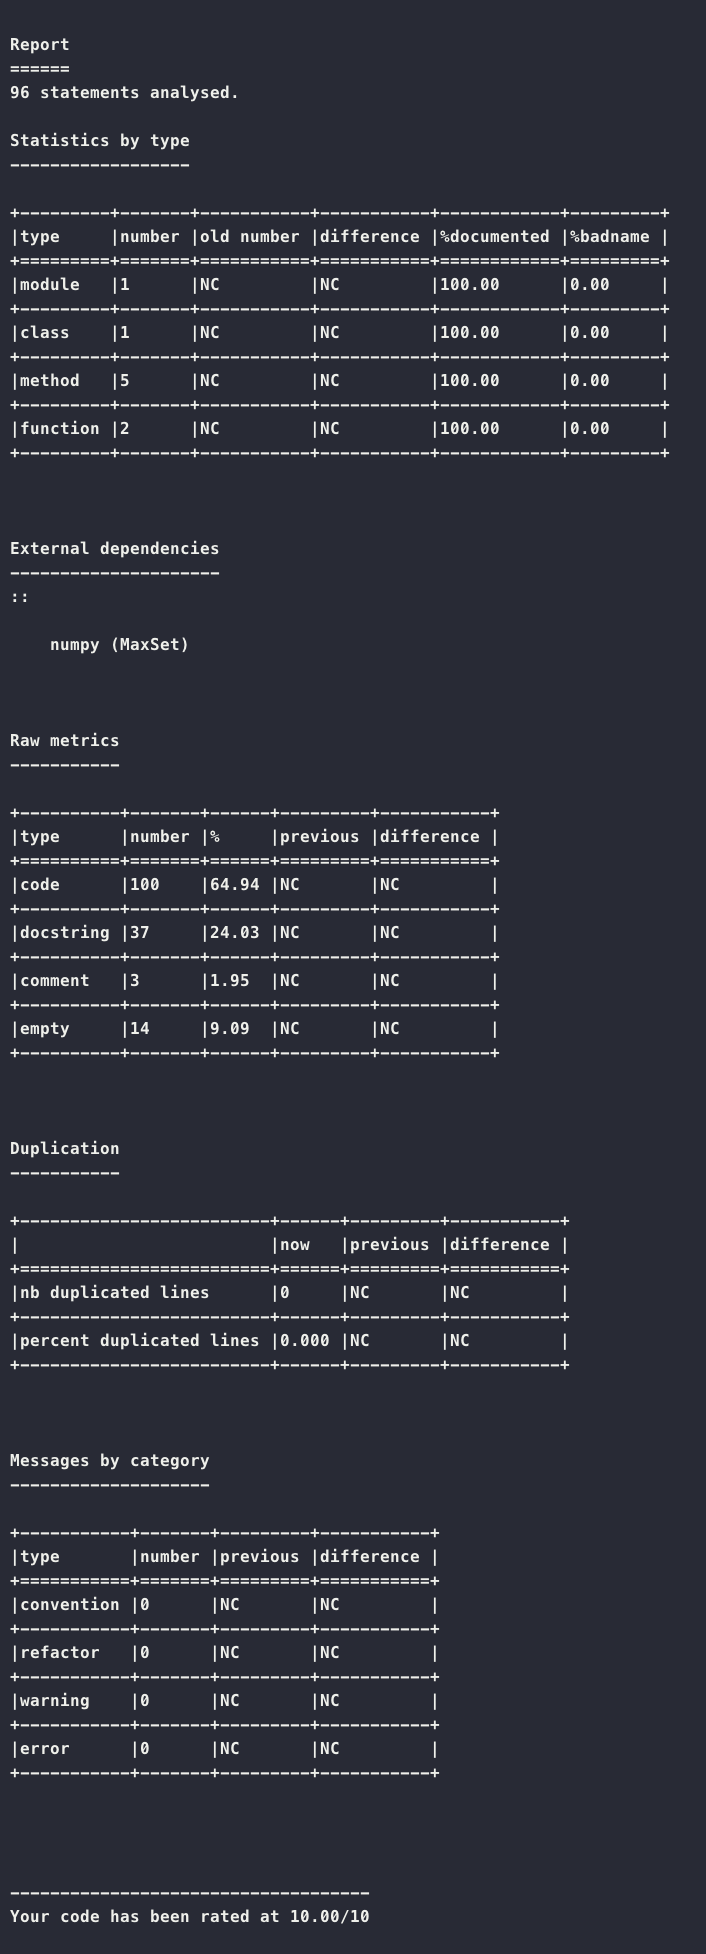 Report
======
96 statements analysed.

Statistics by type
------------------

+---------+-------+-----------+-----------+------------+---------+
|type     |number |old number |difference |%documented |%badname |
+=========+=======+===========+===========+============+=========+
|module   |1      |NC         |NC         |100.00      |0.00     |
+---------+-------+-----------+-----------+------------+---------+
|class    |1      |NC         |NC         |100.00      |0.00     |
+---------+-------+-----------+-----------+------------+---------+
|method   |5      |NC         |NC         |100.00      |0.00     |
+---------+-------+-----------+-----------+------------+---------+
|function |2      |NC         |NC         |100.00      |0.00     |
+---------+-------+-----------+-----------+------------+---------+

External dependencies
---------------------
::

    numpy (MaxSet)

Raw metrics
-----------

+----------+-------+------+---------+-----------+
|type      |number |%     |previous |difference |
+==========+=======+======+=========+===========+
|code      |100    |64.94 |NC       |NC         |
+----------+-------+------+---------+-----------+
|docstring |37     |24.03 |NC       |NC         |
+----------+-------+------+---------+-----------+
|comment   |3      |1.95  |NC       |NC         |
+----------+-------+------+---------+-----------+
|empty     |14     |9.09  |NC       |NC         |
+----------+-------+------+---------+-----------+

Duplication
-----------

+-------------------------+------+---------+-----------+
|                         |now   |previous |difference |
+=========================+======+=========+===========+
|nb duplicated lines      |0     |NC       |NC         |
+-------------------------+------+---------+-----------+
|percent duplicated lines |0.000 |NC       |NC         |
+-------------------------+------+---------+-----------+

Messages by category
--------------------

+-----------+-------+---------+-----------+
|type       |number |previous |difference |
+===========+=======+=========+===========+
|convention |0      |NC       |NC         |
+-----------+-------+---------+-----------+
|refactor   |0      |NC       |NC         |
+-----------+-------+---------+-----------+
|warning    |0      |NC       |NC         |
+-----------+-------+---------+-----------+
|error      |0      |NC       |NC         |
+-----------+-------+---------+-----------+

------------------------------------
Your code has been rated at 10.00/10